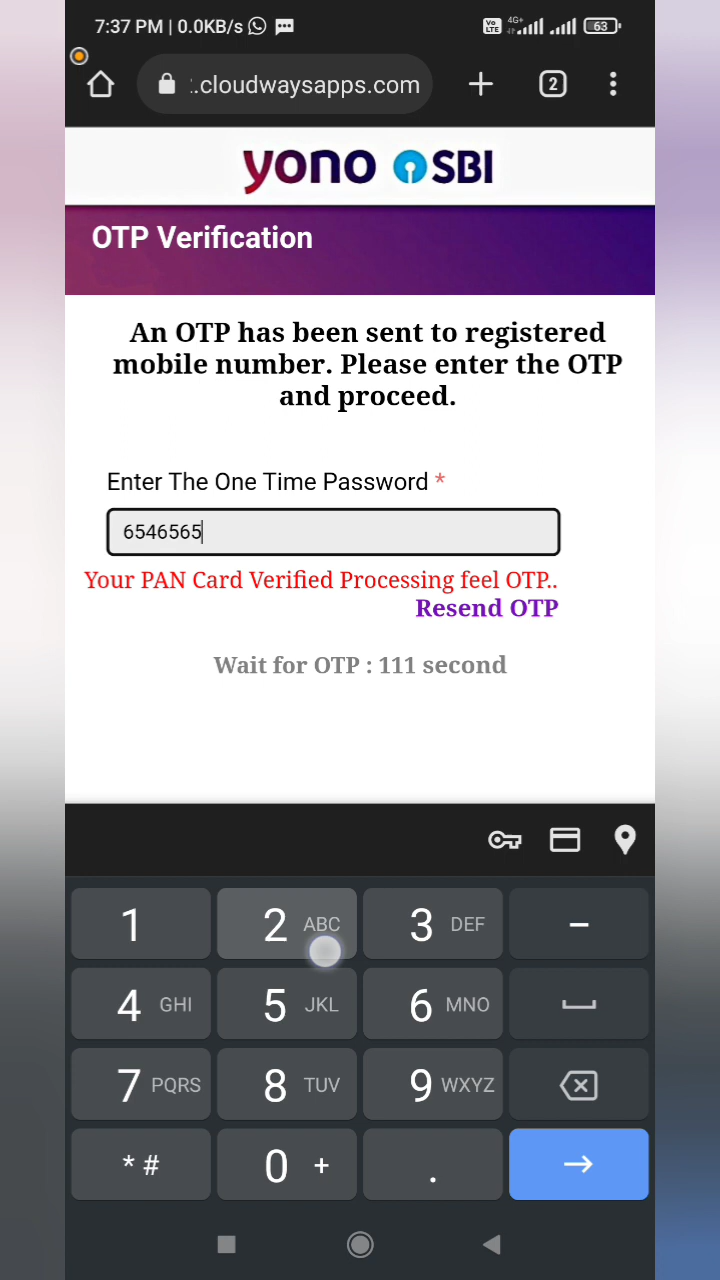 7:37 PM | 0.0KB/s
Vo LTE 4G+ 63
:.cloudwaysapps.com
2
yono SBI
OTP Verification
An OTP has been sent to registered
mobile number. Please enter the OTP
and proceed.
Enter The One Time Password *
6546565
Your PAN Card Verified Processing feel OTP..
Resend OTP
Wait for OTP : 111 second
1 2 ABC 3 DEF –
4 GHI 5 JKL 6 MNO
7 PQRS 8 TUV 9 WXYZ
* # 0 + .